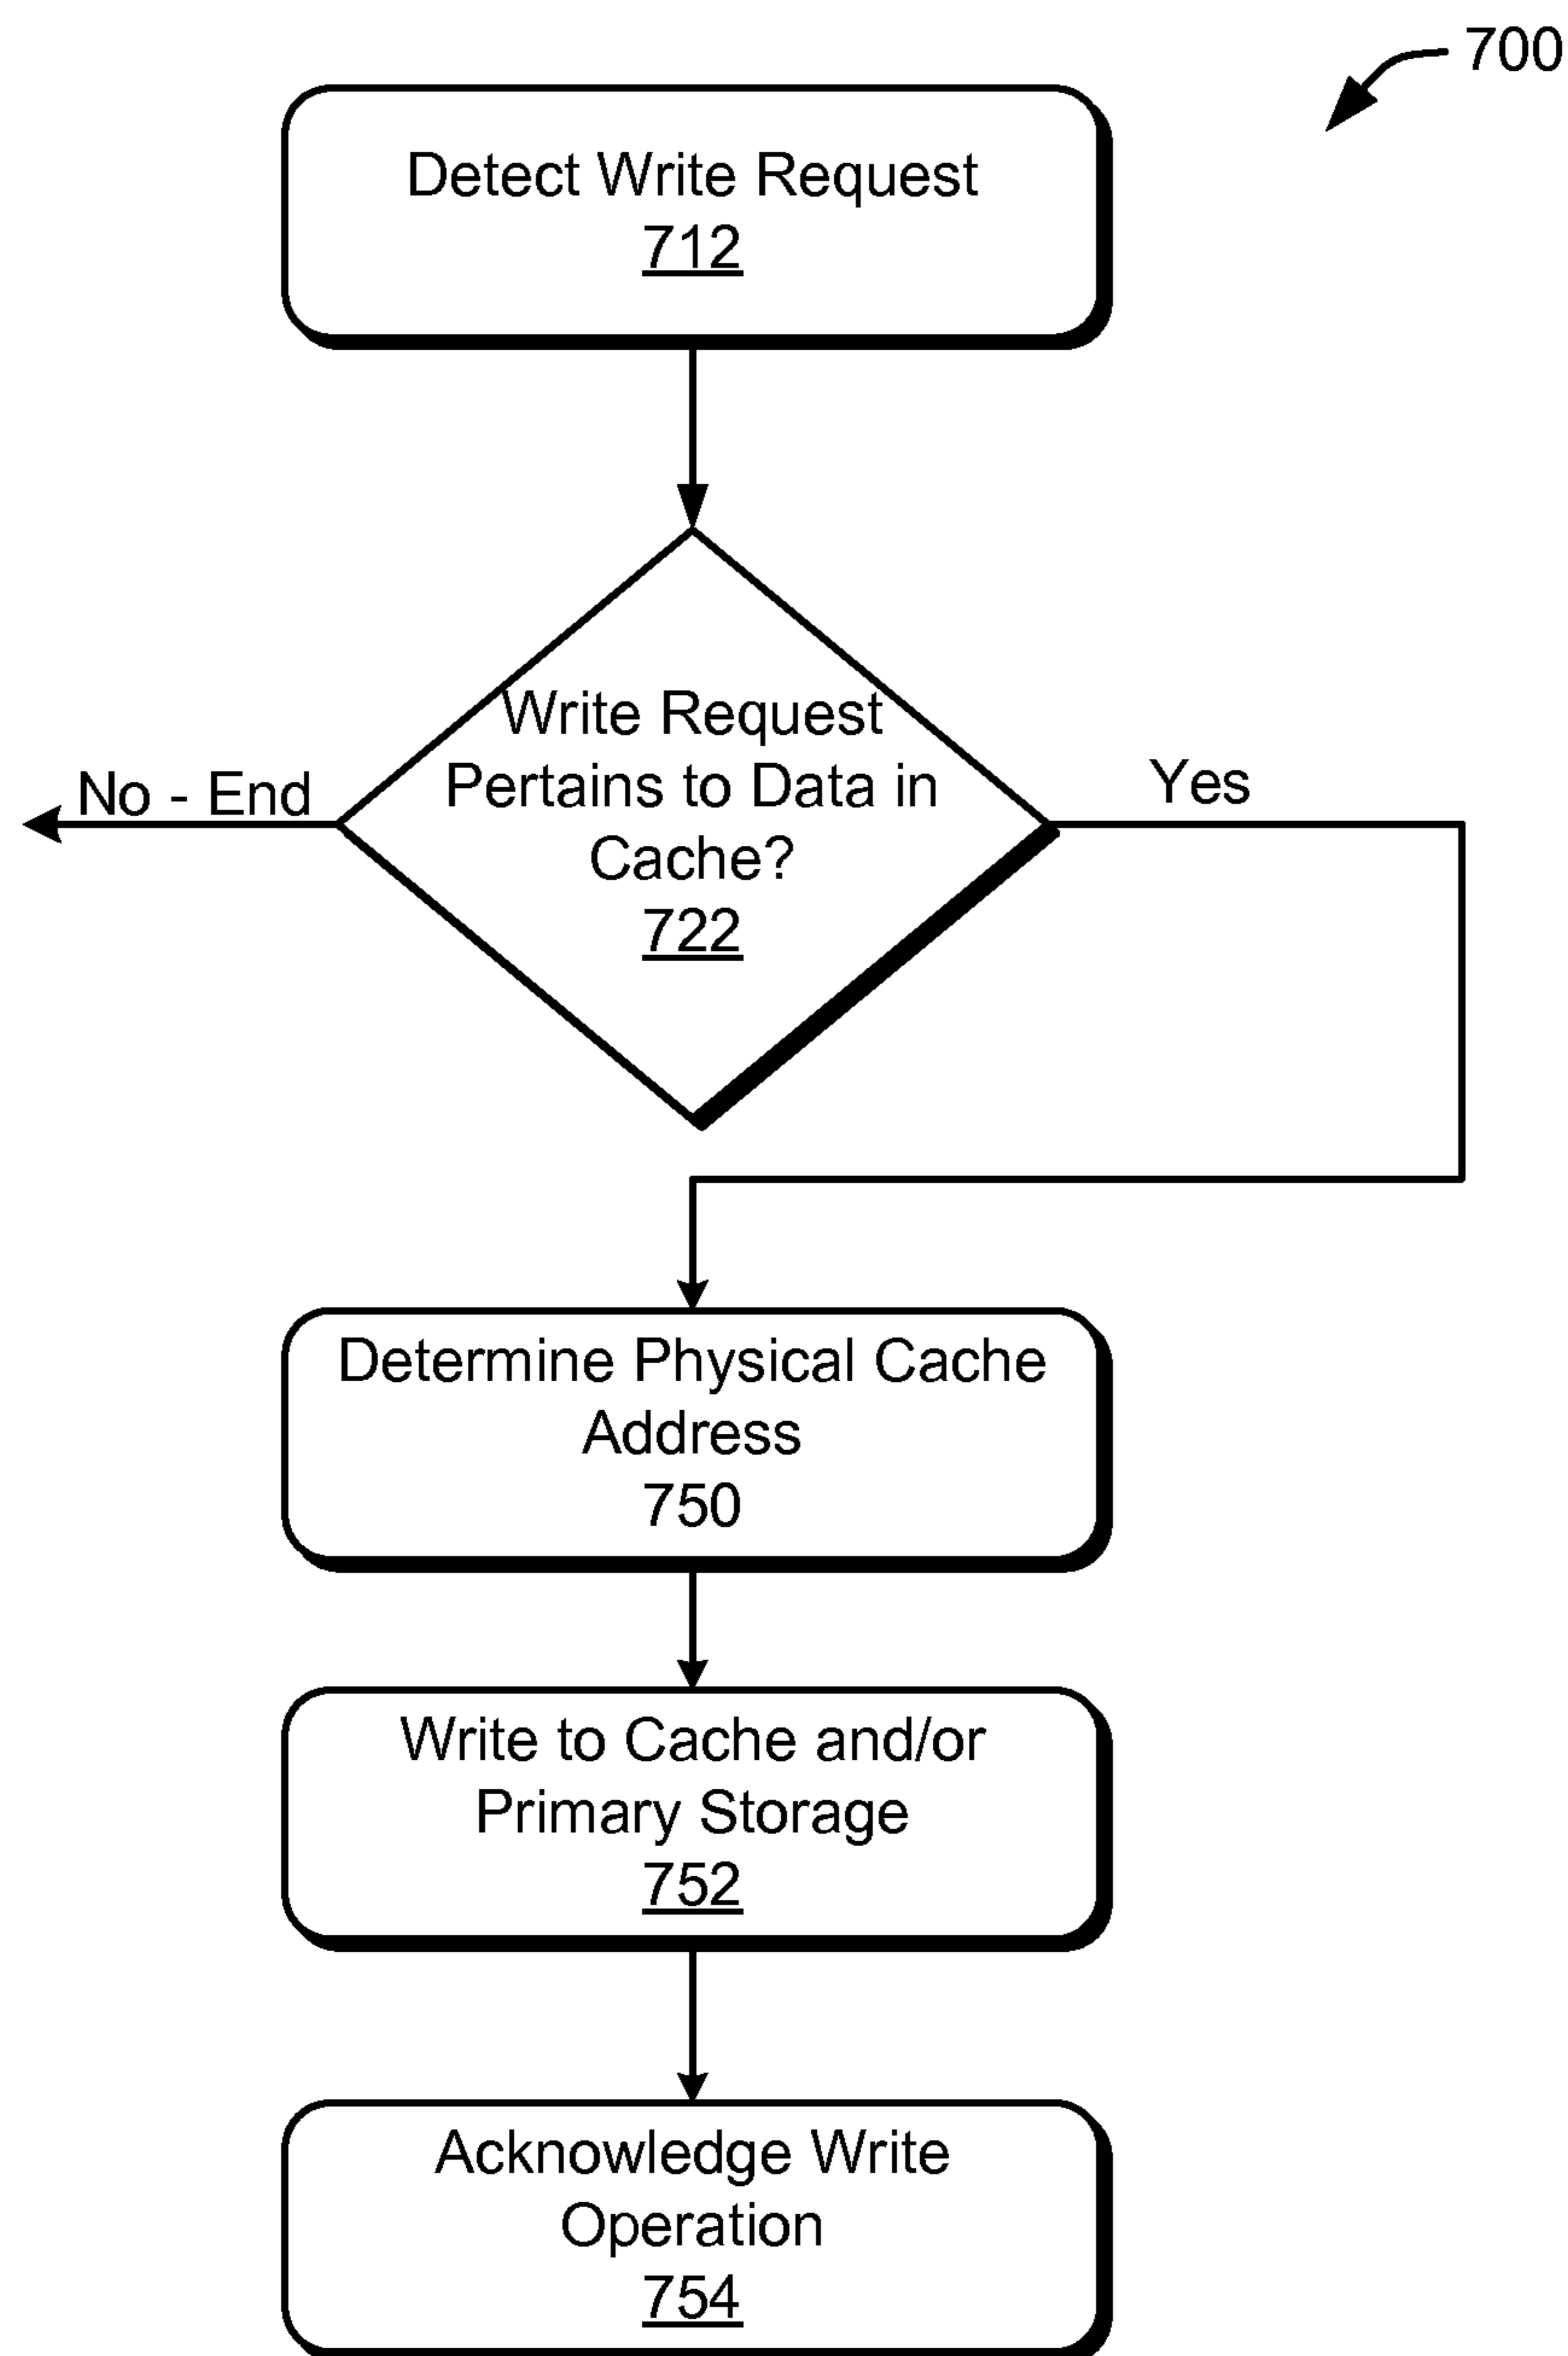 700
Detect Write Request
712
Write Request
Pertains to Data in
Cache?
722
No - End
Yes
Determine Physical Cache
Address
750
Write to Cache and/or
Primary Storage
752
Acknowledge Write
Operation
754